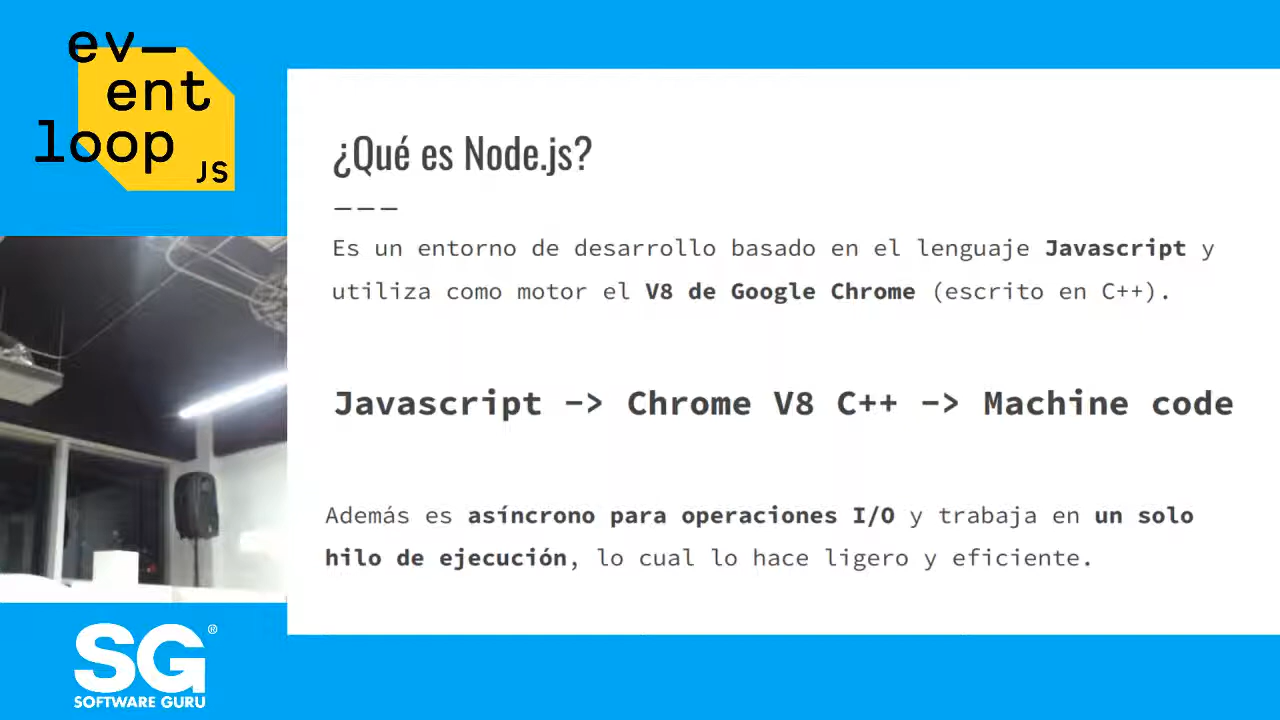 ev—
ent
loop
JS
¿Qué es Node.js?
———
Es un entorno de desarrollo basado en el lenguaje Javascript y
utiliza como motor el V8 de Google Chrome (escrito en C++).
Javascript -> Chrome V8 C++ -> Machine code
Además es asíncrono para operaciones I/O y trabaja en un solo
hilo de ejecución, lo cual lo hace ligero y eficiente.
SG®
SOFTWARE GURU